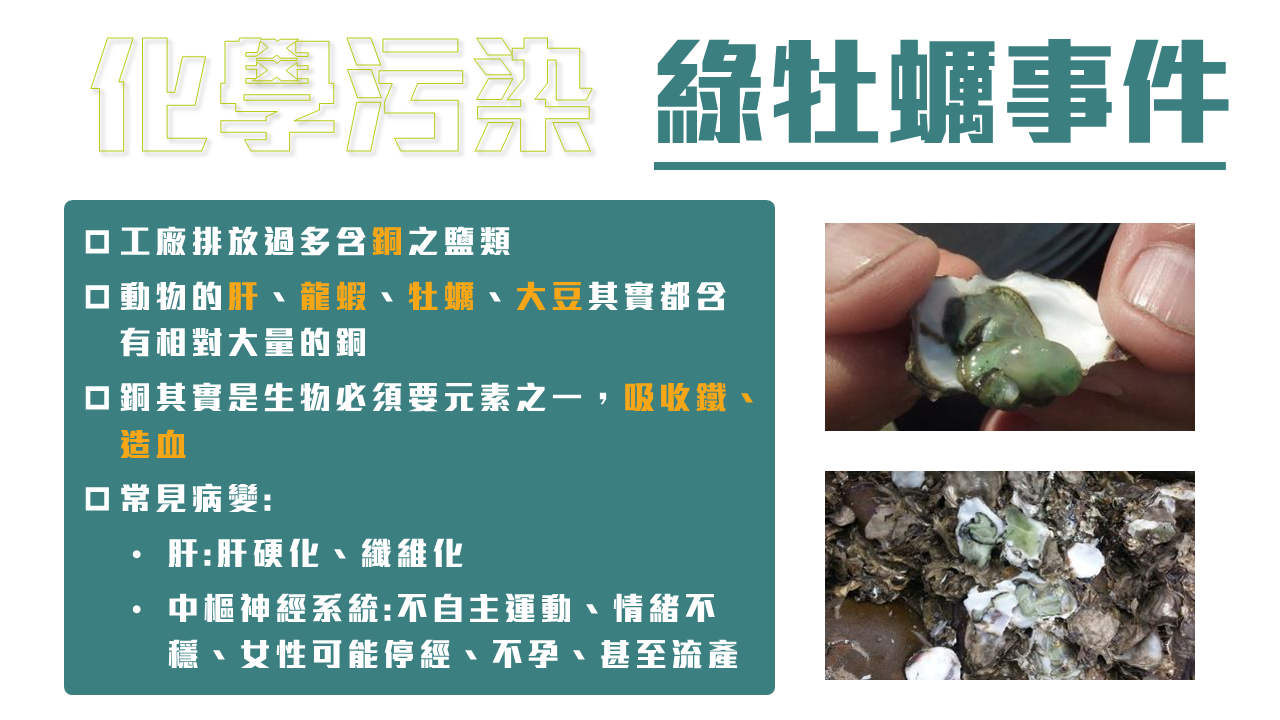 化學污染 綠牡蠣事件
工廠排放過多含銅之鹽類
動物的肝、龍蝦、牡蠣、大豆其實都含
有相對大量的銅
銅其實是生物必須要元素之一，吸收鐵、
造血
常見病變:
• 肝:肝硬化、纖維化
• 中樞神經系統:不自主運動、情緒不
穩、女性可能停經、不孕、甚至流產